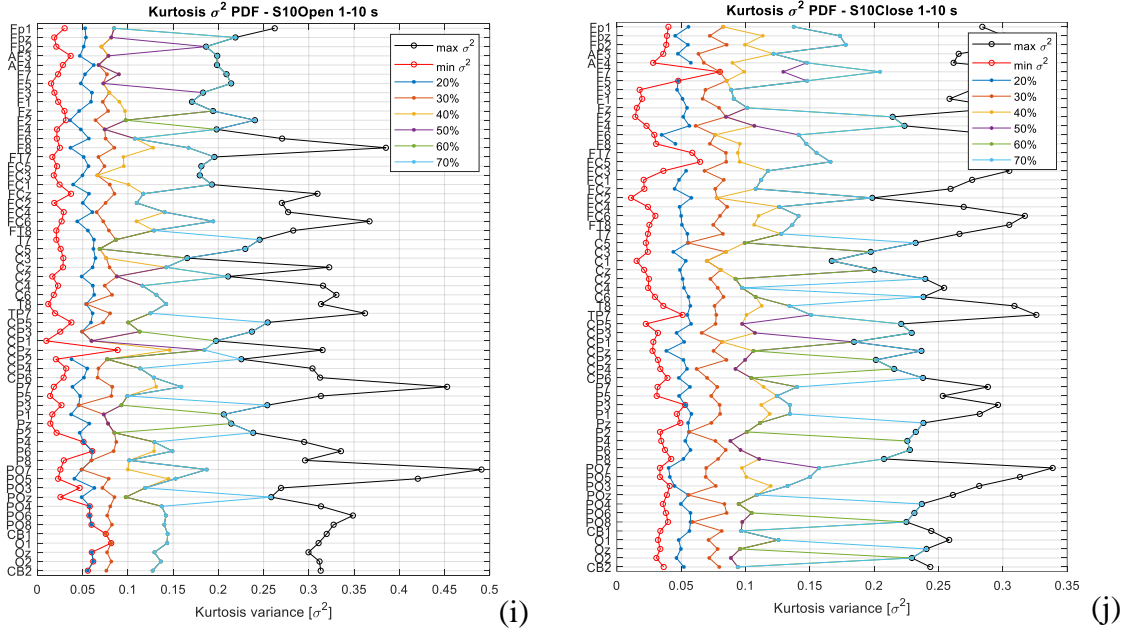 Kurtosis σ² PDF - S10Open 1-10 s
max σ²
min σ²
20%
30%
40%
50%
60%
70%
Fp1
Fpz
Fp2
AF3
AF4
F7
F5
F3
F1
Fz
F2
F4
F6
F8
FT7
FC5
FC3
FC1
FCz
FC2
FC4
FC6
FT8
T7
C5
C3
Cz
C2
C4
C6
T8
TP7
CP5
CP3
CP1
CPz
CP2
CP4
CP6
P7
P5
P3
P1
Pz
P2
P4
P6
P8
PO7
PO5
PO3
POz
PO4
PO6
PO8
CB1
O1
Oz
O2
CB2
0 0.05 0.1 0.15 0.2 0.25 0.3 0.35 0.4 0.45 0.5
Kurtosis variance [σ²]
(i)
Kurtosis σ² PDF - S10Close 1-10 s
max σ²
min σ²
20%
30%
40%
50%
60%
70%
Fp1
Fpz
Fp2
AF3
AF4
F7
F5
F3
F1
Fz
F2
F4
F6
F8
FT7
FC5
FC3
FC1
FCz
FC2
FC4
FC6
FT8
T7
C5
C3
C1
Cz
C2
C4
C6
TP7
CP5
CP3
CP1
CPz
CP2
CP4
CP6
P7
P5
P3
P1
Pz
P2
P4
P6
P8
PO7
PO5
PO3
POz
PO4
PO6
PO8
CB1
O1
Oz
O2
CB2
0 0.05 0.1 0.15 0.2 0.25 0.3 0.35
Kurtosis variance [σ²]
(j)